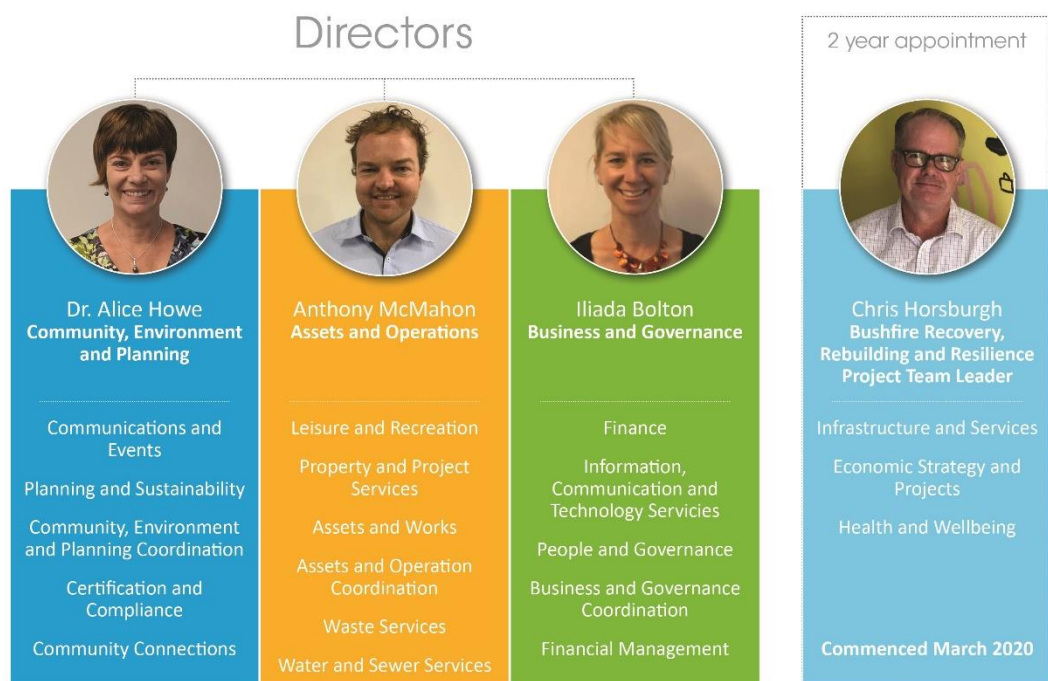 Directors
2 year appointment
Dr. Alice Howe
Community, Environment
and Planning
Communications and
Events
Planning and Sustainability
Community, Environment
and Planning Coordination
Certification and
Compliance
Community Connections
Anthony McMahon
Assets and Operations
Leisure and Recreation
Property and Project
Services
Assets and Works
Assets and Operation
Coordination
Waste Services
Water and Sewer Services
Iliada Bolton
Business and Governance
Finance
Information,
Communication and
Technology Servicies
People and Governance
Business and Governance
Coordination
Financial Management
Chris Horsburgh
Bushfire Recovery,
Rebuilding and Resilience
Project Team Leader
Infrastructure and Services
Economic Strategy and
Projects
Health and Wellbeing
Commenced March 2020